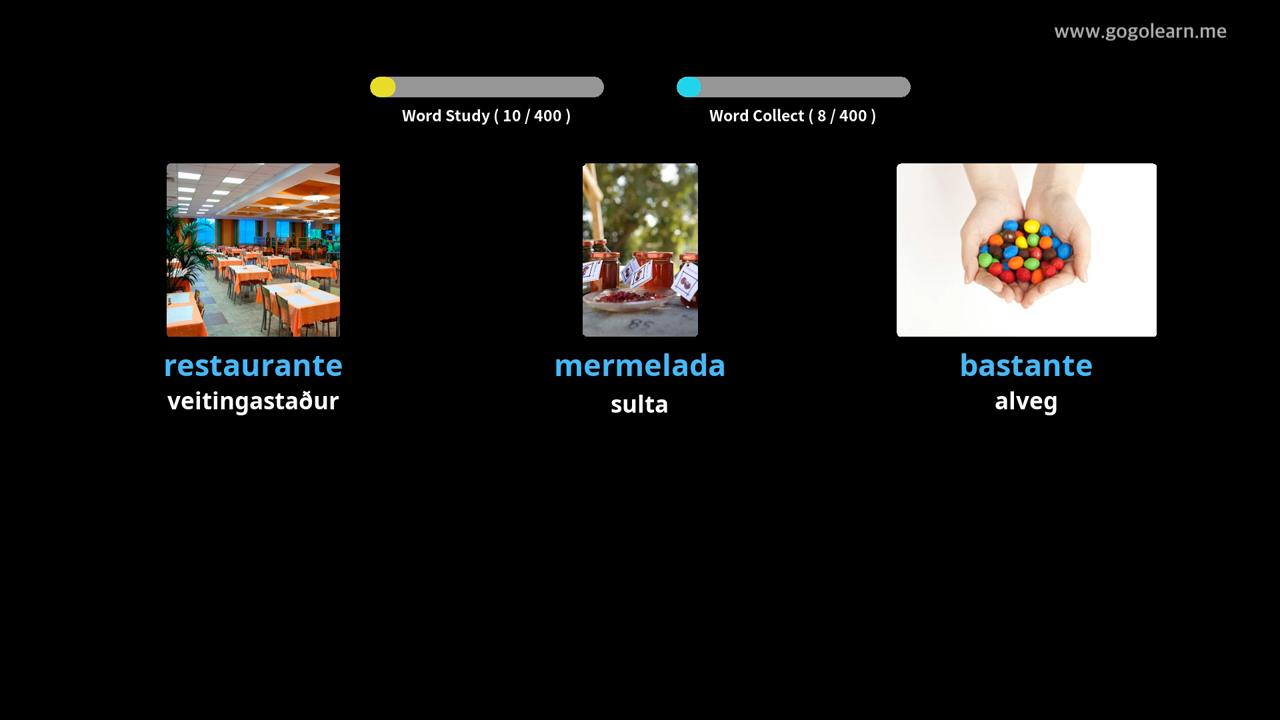 www.gogolearn.me
Word Study ( 10 / 400 )
Word Collect ( 8 / 400 )
restaurante
veitingastaður
mermelada
sulta
bastante
alveg